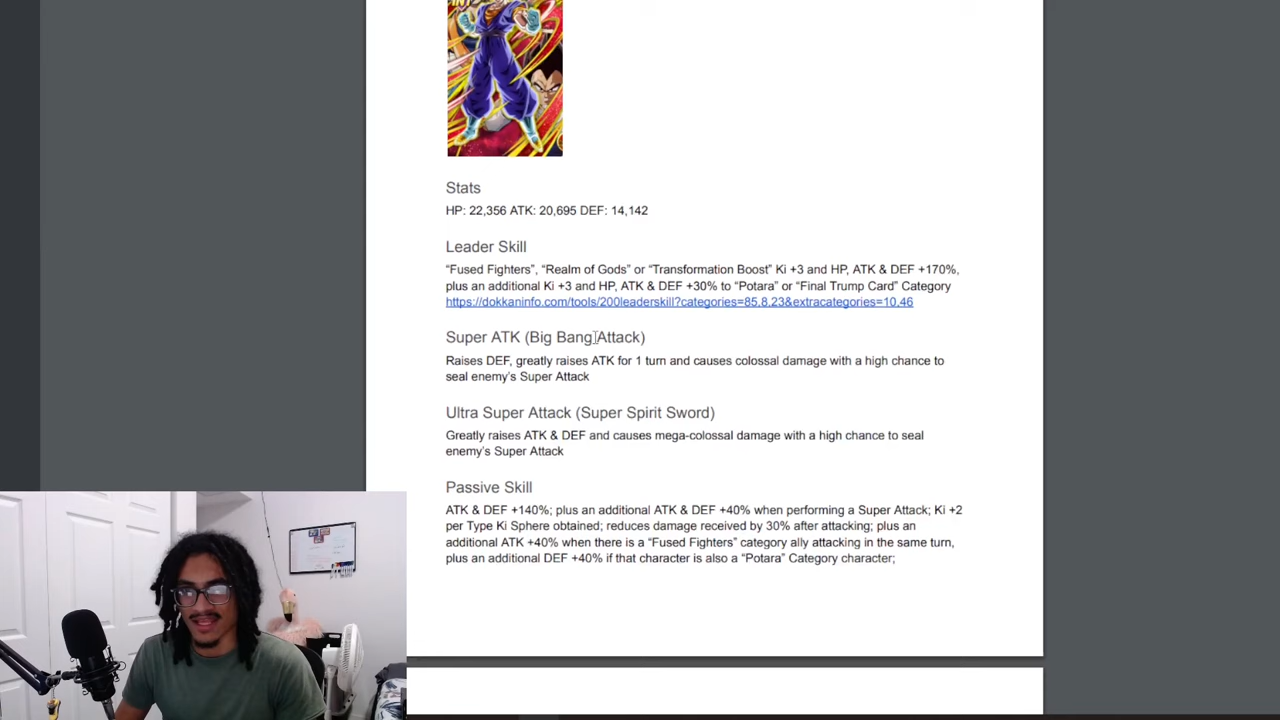 Stats
HP: 22,356 ATK: 20,695 DEF: 14,142
Leader Skill
“Fused Fighters”, “Realm of Gods” or “Transformation Boost” Ki +3 and HP, ATK & DEF +170%,
plus an additional Ki +3 and HP, ATK & DEF +30% to “Potara” or “Final Trump Card” Category
https://dokkaninfo.com/tools/200leaderskill?categories=85,8,23&extracategories=10,46
Super ATK (Big Bang Attack)
Raises DEF, greatly raises ATK for 1 turn and causes colossal damage with a high chance to
seal enemy’s Super Attack
Ultra Super Attack (Super Spirit Sword)
Greatly raises ATK & DEF and causes mega-colossal damage with a high chance to seal
enemy’s Super Attack
Passive Skill
ATK & DEF +140%; plus an additional ATK & DEF +40% when performing a Super Attack; Ki +2
per Type Ki Sphere obtained; reduces damage received by 30% after attacking; plus an
additional ATK +40% when there is a “Fused Fighters” category ally attacking in the same turn,
plus an additional DEF +40% if that character is also a “Potara” Category character;